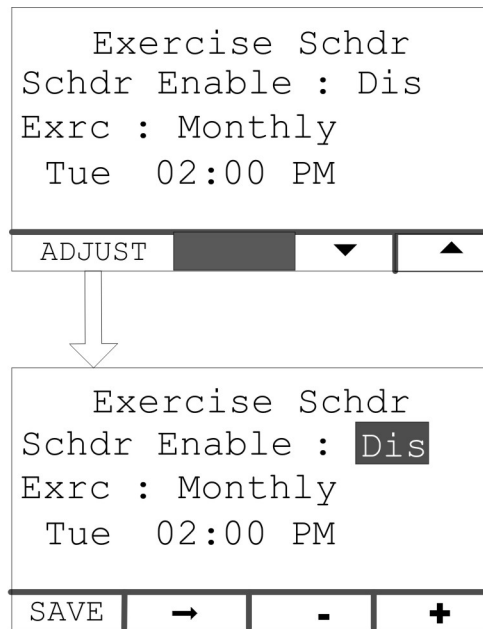 Exercise Schdr
Schdr Enable : Dis
Exrc : Monthly
Tue 02:00 PM
ADJUST ▼ ▲
Exercise Schdr
Schdr Enable : Dis
Exrc : Monthly
Tue 02:00 PM
SAVE → - +